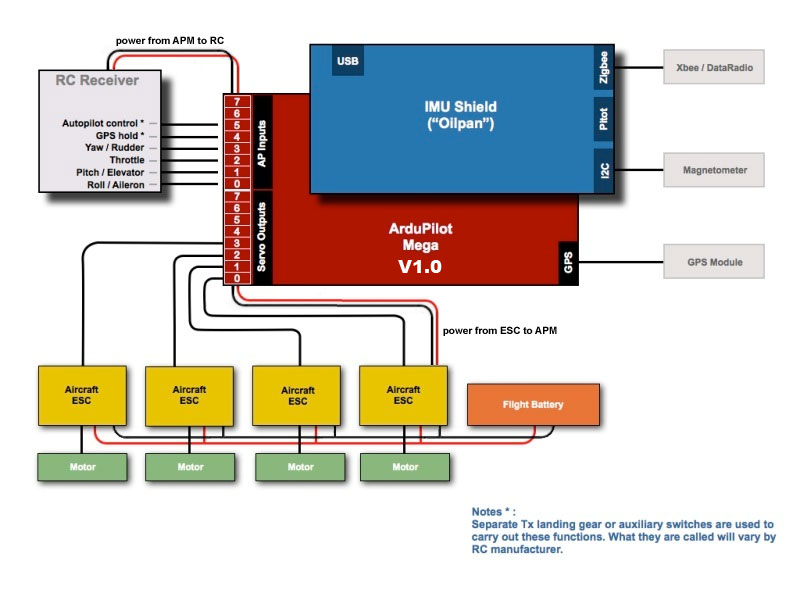 power from APM to RC
RC Receiver
Autopilot control *
GPS hold *
Yaw / Rudder
Throttle
Pitch / Elevator
Roll / Aileron
7
6
5
4
3
2
1
0
AP Inputs
7
6
5
4
3
2
1
0
Servo Outputs
USB
IMU Shield
("Oilpan")
Zigbee
Pitot
I2C
Xbee / DataRadio
Magnetometer
ArduPilot
Mega
V1.0
GPS
GPS Module
power from ESC to APM
Aircraft
ESC
Aircraft
ESC
Aircraft
ESC
Aircraft
ESC
Flight Battery
Motor
Motor
Motor
Motor
Notes * :
Separate Tx landing gear or auxiliary switches are used to
carry out these functions. What they are called will vary by
RC manufacturer.